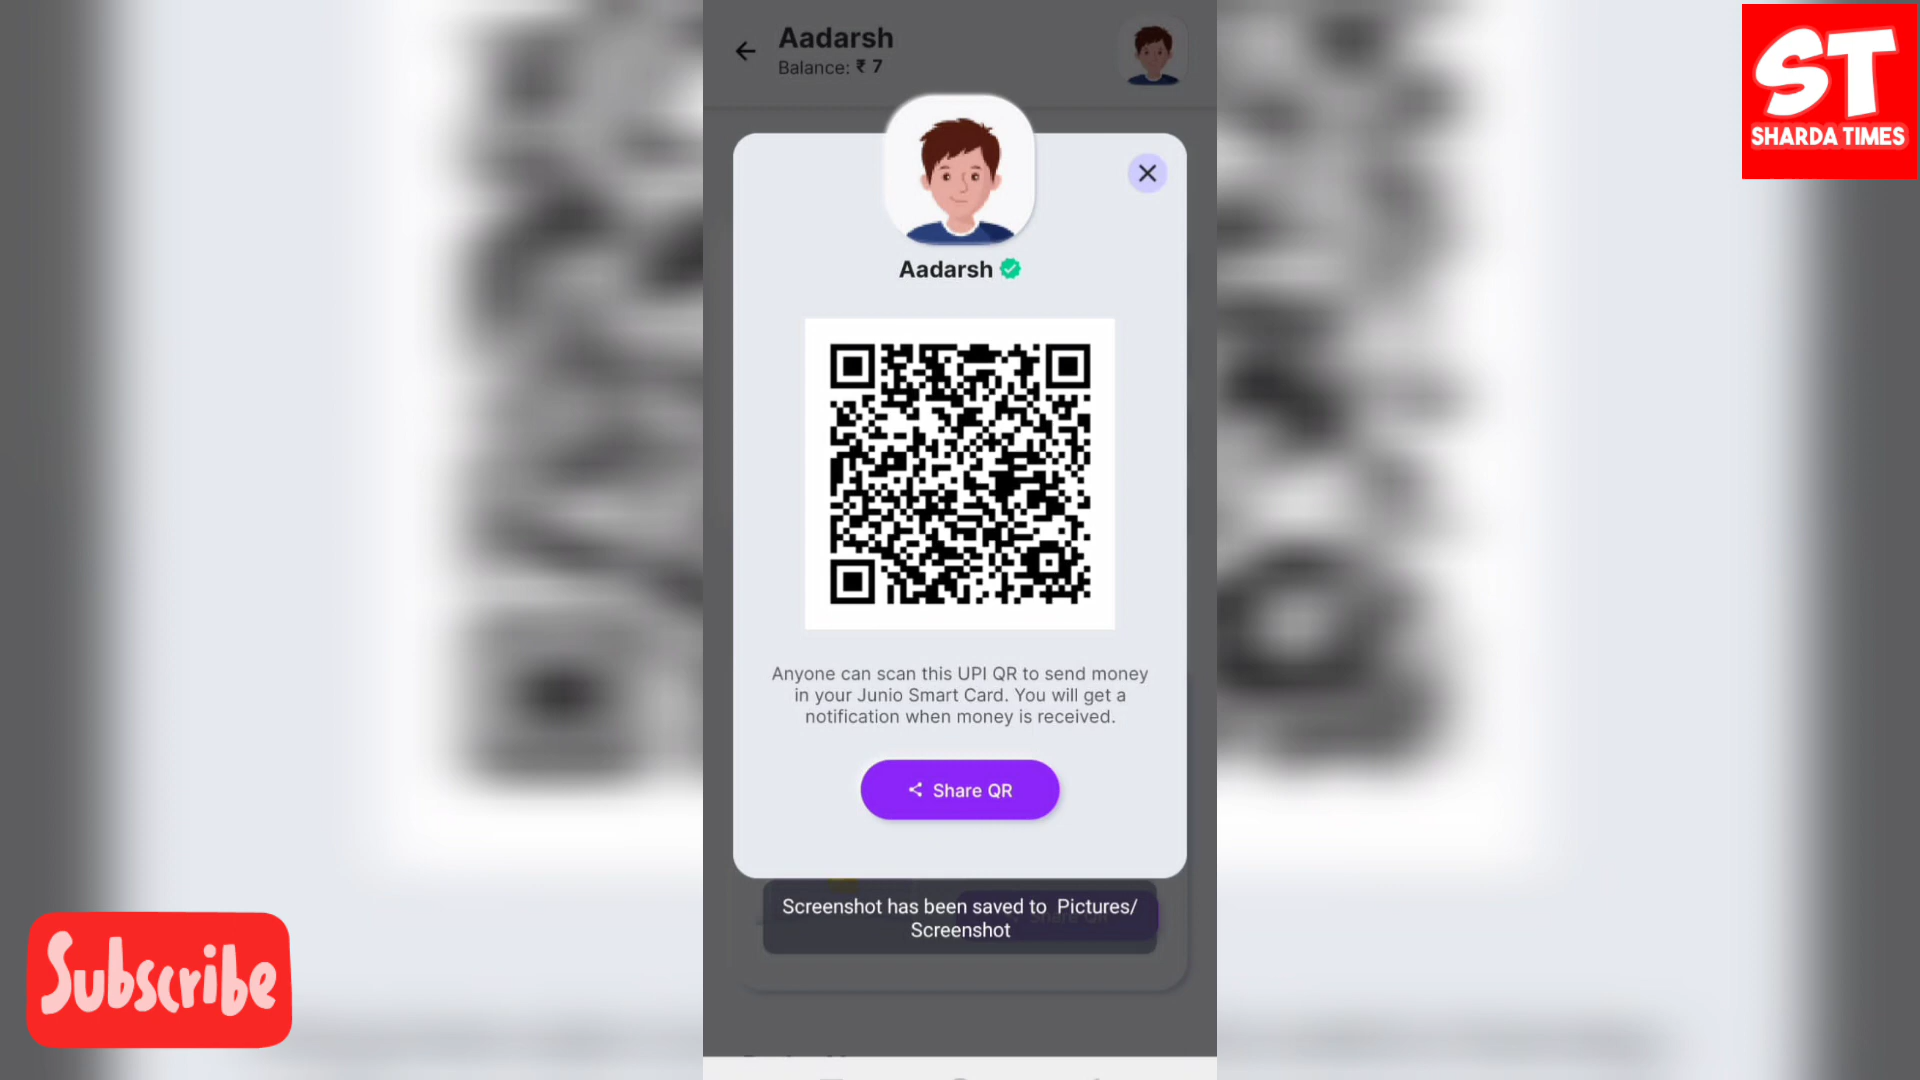 Aadarsh
Balance: ₹ 7
ST
SHARDA TIMES
Aadarsh
Anyone can scan this UPI QR to send money
in your Junio Smart Card. You will get a
notification when money is received.
Share QR
Screenshot has been saved to Pictures/
Screenshot
Subscribe